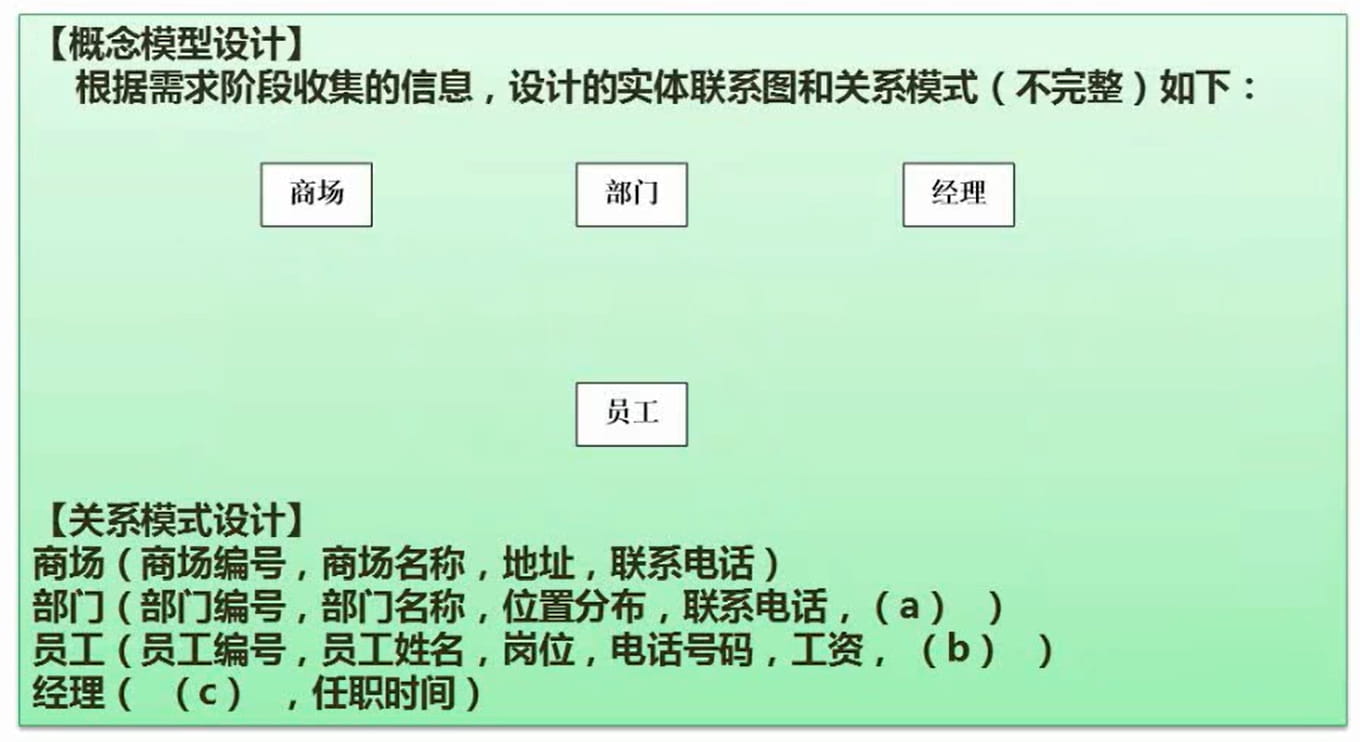 【概念模型设计】
根据需求阶段收集的信息，设计的实体联系图和关系模式（不完整）如下：
商场 部门 经理
员工
【关系模式设计】
商场（商场编号，商场名称，地址，联系电话）
部门（部门编号，部门名称，位置分布，联系电话，（a） ）
员工（员工编号，员工姓名，岗位，电话号码，工资， （b） ）
经理（ （c） ，任职时间）